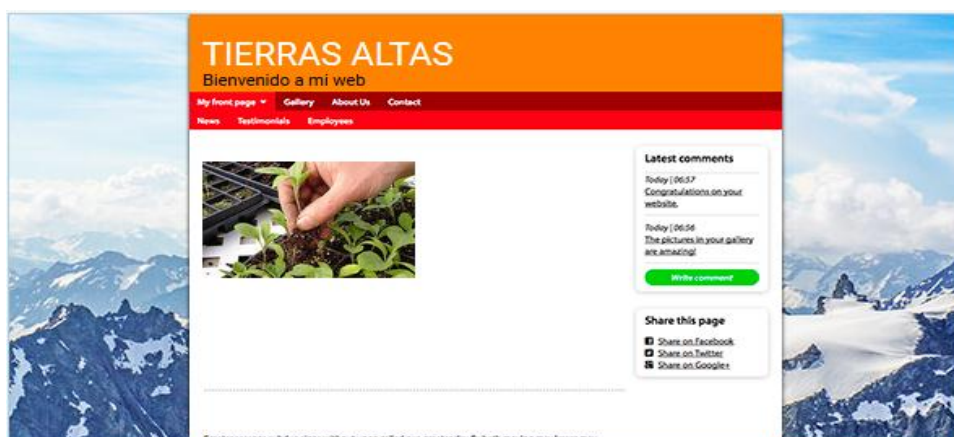 TIERRAS ALTAS
Bienvenido a mi web
My front page Gallery About Us Contact
News Testimonials Employees
Latest comments
Today | 06:57
Congratulations on your
website.
Today | 06:56
The pictures in your gallery
are amazing!
Write comment
Share this page
Share on Facebook
Share on Twitter
Share on Google+